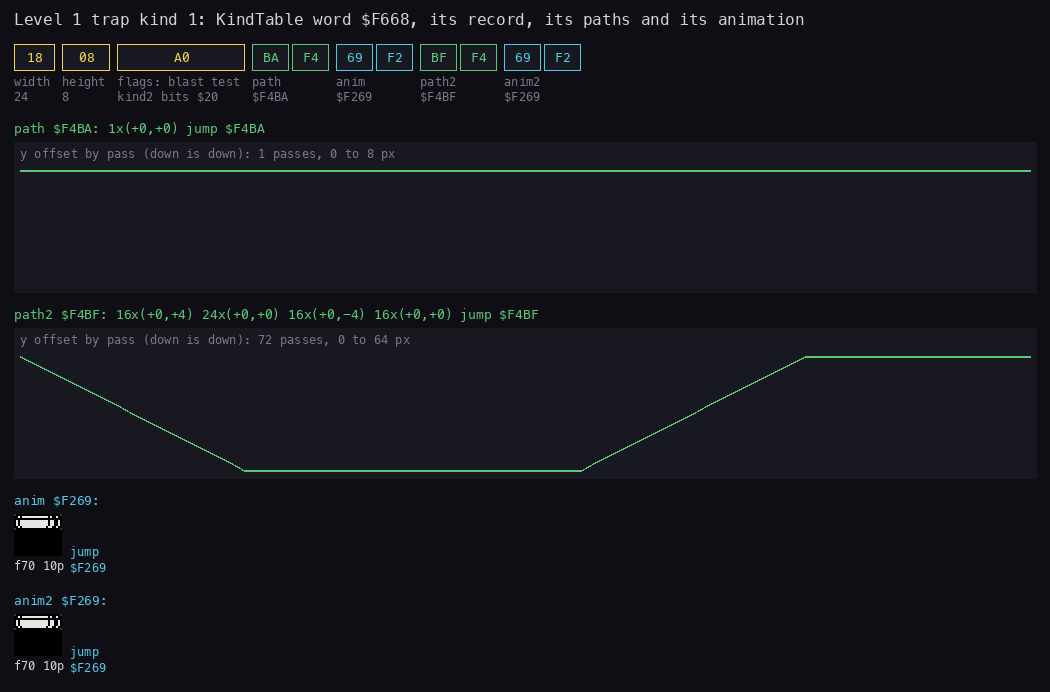 Level 1 trap kind 1: KindTable word $F668, its record, its paths and its animation
18 08 A0 BA F4 69 F2 BF F4 69 F2
width height flags: blast test path anim path2 anim2
24 8 kind2 bits $20 $F4BA $F269 $F4BF $F269
path $F4BA: 1x(+0,+0) jump $F4BA
y offset by pass (down is down): 1 passes, 0 to 8 px
path2 $F4BF: 16x(+0,+4) 24x(+0,+0) 16x(+0,−4) 16x(+0,+0) jump $F4BF
y offset by pass (down is down): 72 passes, 0 to 64 px
anim $F269:
jump
f70 10p $F269
anim2 $F269:
jump
f70 10p $F269